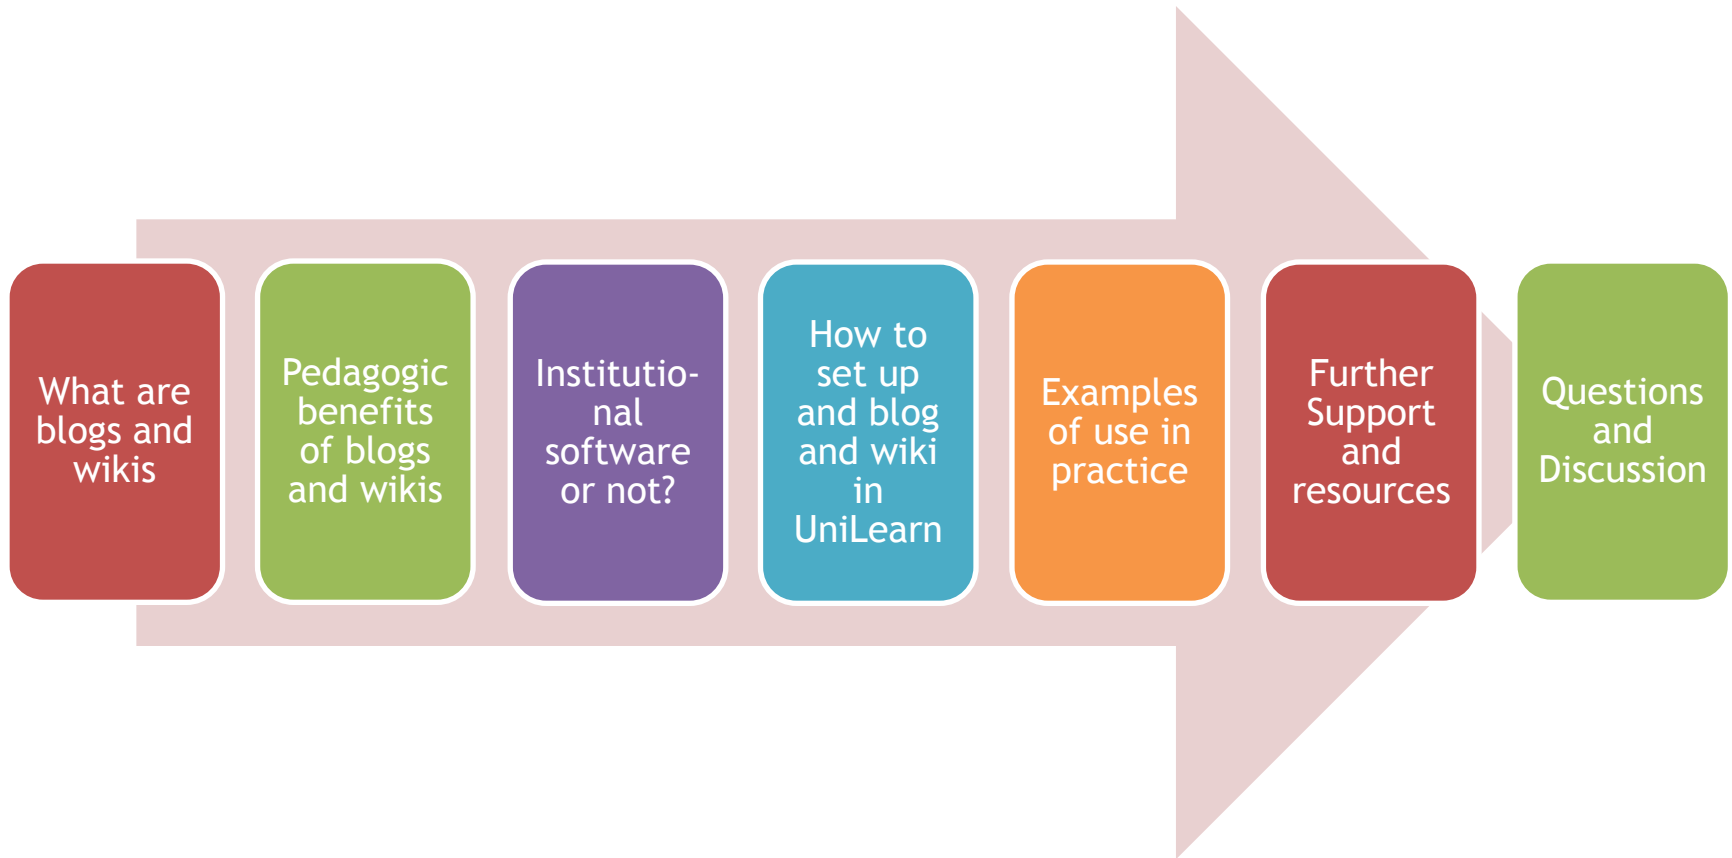 What are
blogs and
wikis
Pedagogic
benefits
of blogs
and wikis
Institutio-
nal
software
or not?
How to
set up
and blog
and wiki
in
UniLearn
Examples
of use in
practice
Further
Support
and
resources
Questions
and
Discussion